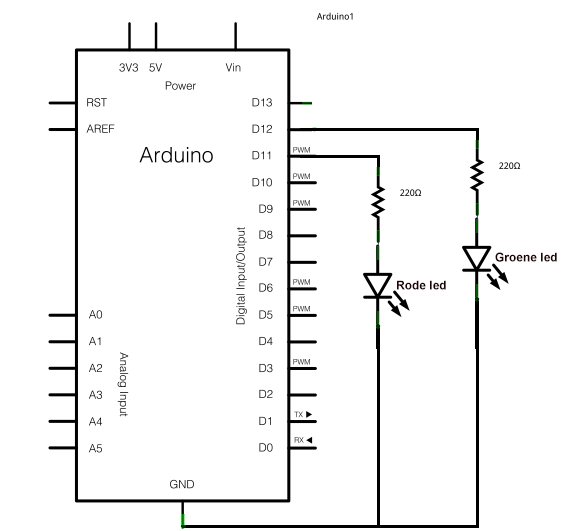 Arduino1
3V3 5V Vin
Power
RST D13
AREF D12
Arduino
D11 PWM
D10 PWM
220Ω
220Ω
D9 PWM
D8
Digital Input/Output
D7
Groene led
D6 PWM
Rode led
A0 D5 PWM
A1 D4
Analog Input
A2 D3 PWM
A3 D2
A4 D1 TX ►
A5 D0 RX ◄
GND